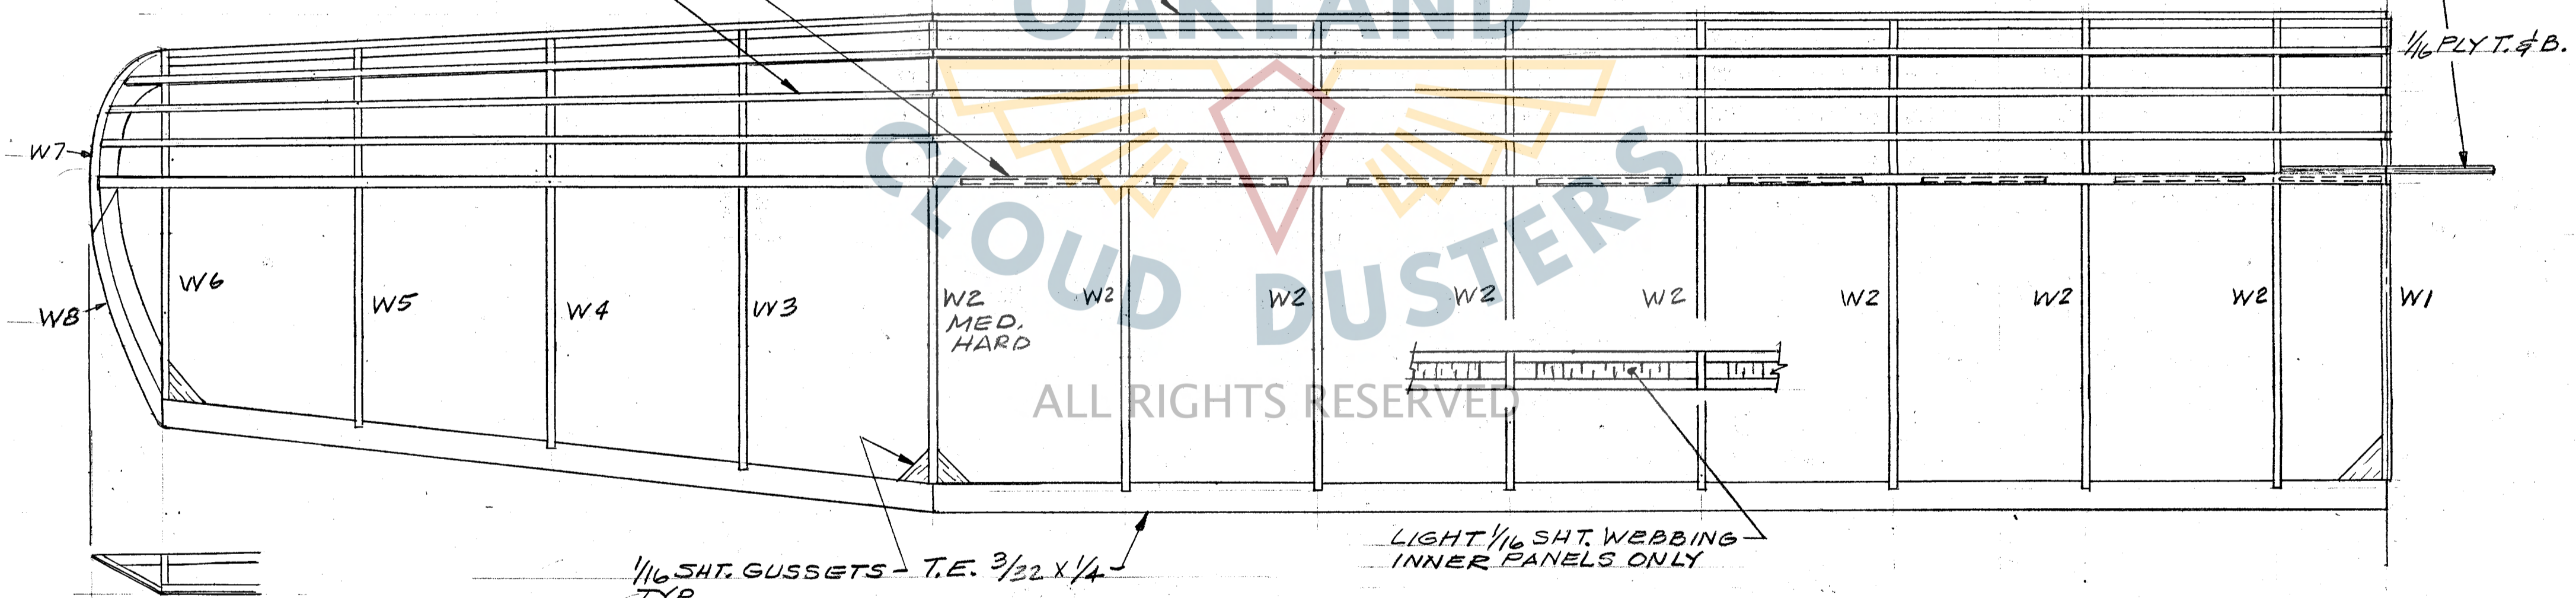 OAKLAND
1/16 PLY T. & B.
CLOUD DUSTERS
W7
W8
W6
W5
W4
W3
W2
MED.
HARD
W2
W2
W2
W2
W2
W2
W2
W1
ALL RIGHTS RESERVED
1/16 SHT. GUSSETS
TYP.
T.E. 3/32 X 1/4
LIGHT 1/16 SHT. WEBBING
INNER PANELS ONLY